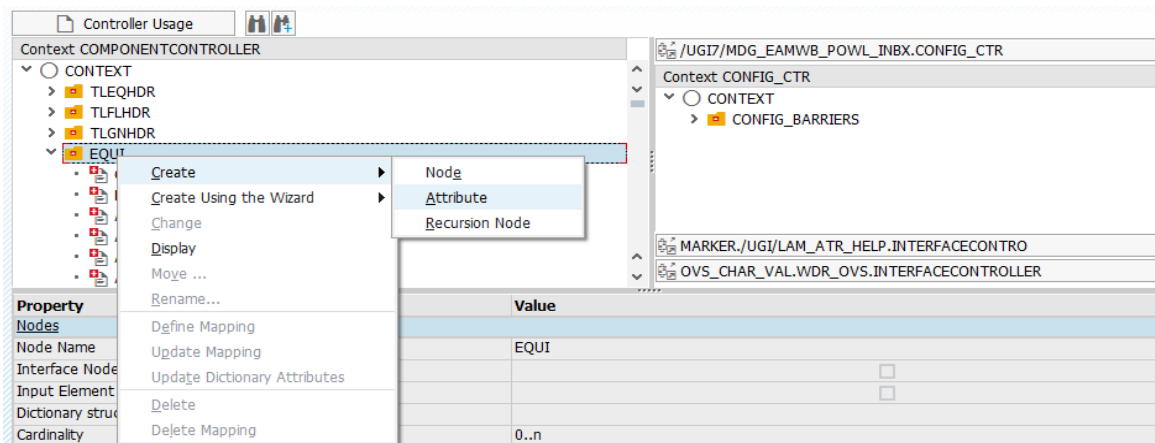 Controller Usage
Context COMPONENTCONTROLLER
CONTEXT
TLEQHDR
TLFLHDR
TLGNHDR
EQUI
Create
Create Using the Wizard
Change
Display
Move ...
Rename...
Define Mapping
Update Mapping
Update Dictionary Attributes
Delete
Delete Mapping
Node
Attribute
Recursion Node
/UGI7/MDG_EAMWB_POWL_INBX.CONFIG_CTR
Context CONFIG_CTR
CONTEXT
CONFIG_BARRIERS
MARKER./UGI/LAM_ATR_HELP.INTERFACECONTRO
OVS_CHAR_VAL.WDR_OVS.INTERFACECONTROLLER
Property Value
Nodes
Node Name EQUI
Interface Node
Input Element
Dictionary struc
Cardinality 0..n